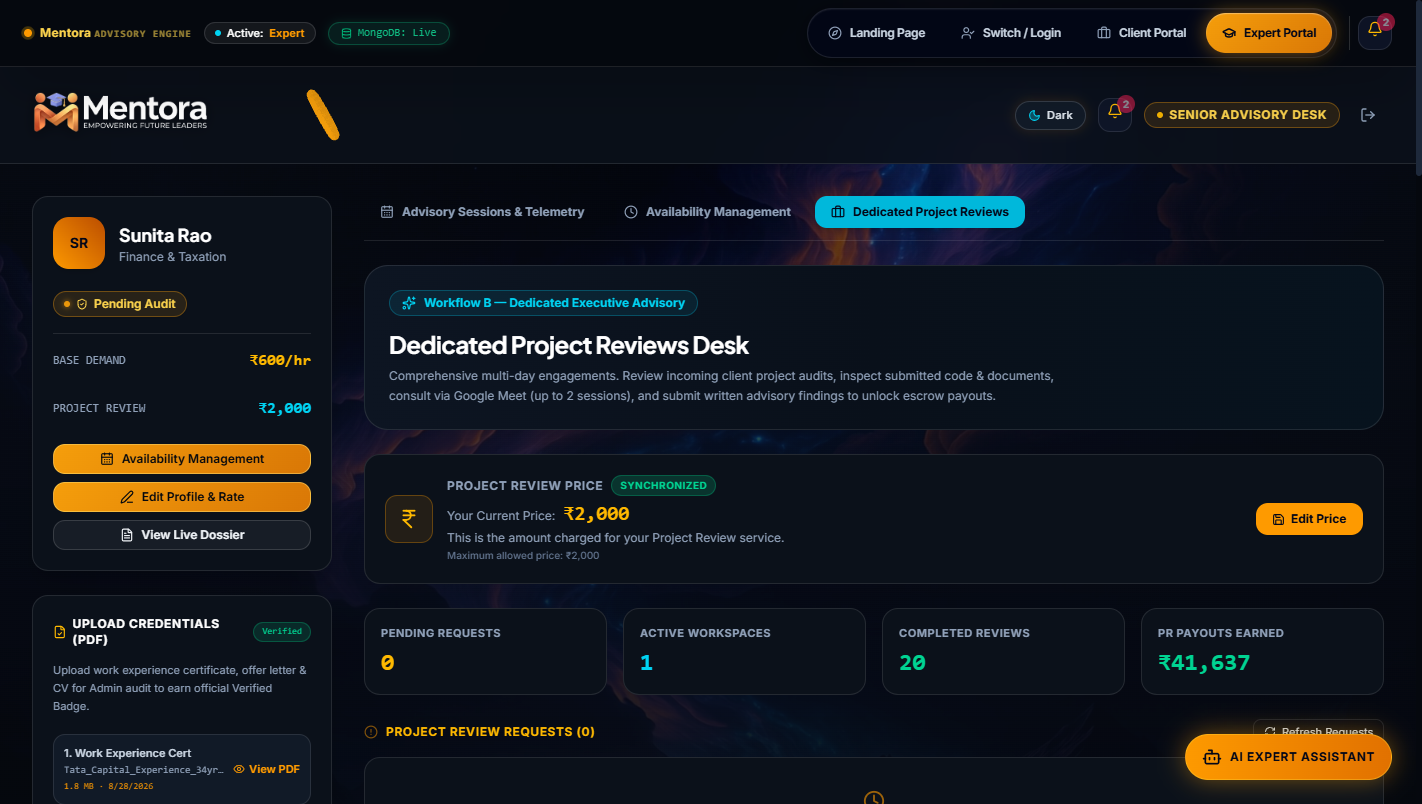 Mentora ADVISORY ENGINE
Active: Expert
MongoDB: Live
Landing Page
Switch / Login
Client Portal
Expert Portal
2
Mentora
EMPOWERING FUTURE LEADERS
Dark
2
SENIOR ADVISORY DESK
SR
Sunita Rao
Finance & Taxation
Pending Audit
BASE DEMAND
₹600/hr
PROJECT REVIEW
₹2,000
Availability Management
Edit Profile & Rate
View Live Dossier
UPLOAD CREDENTIALS
(PDF)
Verified
Upload work experience certificate, offer letter &
CV for Admin audit to earn official Verified
Badge.
1. Work Experience Cert
Tata_Capital_Experience_34yr…
View PDF
1.8 MB · 8/28/2026
Advisory Sessions & Telemetry
Availability Management
Dedicated Project Reviews
Workflow B — Dedicated Executive Advisory
Dedicated Project Reviews Desk
Comprehensive multi-day engagements. Review incoming client project audits, inspect submitted code & documents,
consult via Google Meet (up to 2 sessions), and submit written advisory findings to unlock escrow payouts.
₹
PROJECT REVIEW PRICE
SYNCHRONIZED
Your Current Price: ₹2,000
This is the amount charged for your Project Review service.
Maximum allowed price: ₹2,000
Edit Price
PENDING REQUESTS
0
ACTIVE WORKSPACES
1
COMPLETED REVIEWS
20
PR PAYOUTS EARNED
₹41,637
PROJECT REVIEW REQUESTS (0)
Refresh Requests
AI EXPERT ASSISTANT